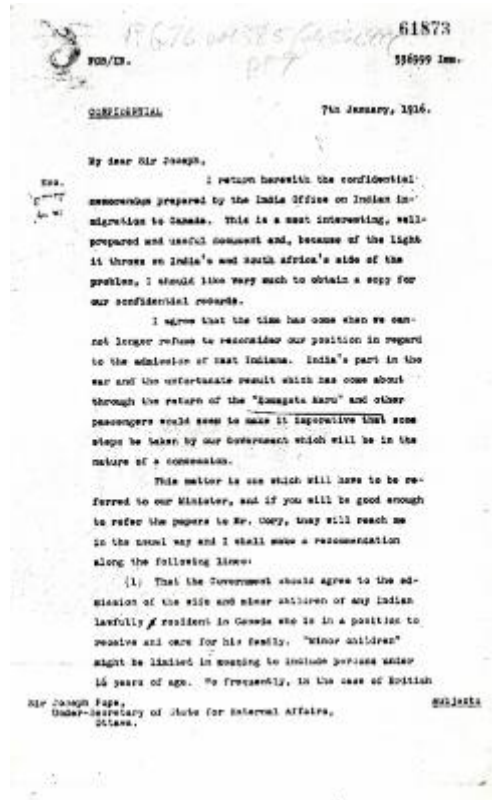 61873
FCB/IN.
536999 Imm.
CONFIDENTIAL
7th January, 1916.
My dear Sir Joseph,
I return herewith the confidential
memorandum prepared by the India Office on Indian im-
migration to Canada. This is a most interesting, well-
prepared and useful document and, because of the light
it throws on India's and South Africa's side of the
problem, I should like very much to obtain a copy for
our confidential records.
I agree that the time has come when we can-
not longer refuse to reconsider our position in regard
to the admission of East Indians. India's part in the
war and the unfortunate result which has come about
through the return of the "Komagata Maru" and other
passengers would seem to make it imperative that some
steps be taken by our Government which will be in the
nature of a concession.
This matter is one which will have to be re-
ferred to our Minister, and if you will be good enough
to refer the papers to Mr. Cory, they will reach me
in the usual way and I shall make a recommendation
along the following lines:
(1) That the Government should agree to the ad-
mission of the wife and minor children of any Indian
lawfully resident in Canada who is in a position to
receive and care for his family. "Minor children"
might be limited in meaning to include persons under
16 years of age. frequently, in the case of British
Sir Joseph Pope,
subjects
Under-Secretary of State for External Affairs,
Ottawa.